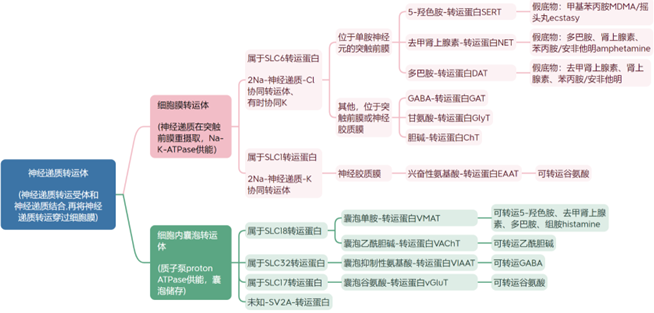 神经递质转运体
(神经递质转运受体和
神经递质结合,再将神经
递质转运穿过细胞膜)
细胞膜转运体
(神经递质在突触
前膜重摄取，Na-
K-ATPase供能)
属于SLC6转运蛋白
2Na-神经递质-Cl
协同转运体、
有时协同K
位于单胺神经
元的突触前膜
5-羟色胺-转运蛋白SERT
假底物：甲基苯丙胺MDMA/摇
头丸ecstasy
去甲肾上腺素-转运蛋白NET
假底物：多巴胺、肾上腺素、
苯丙胺/安非他明amphetamine
多巴胺-转运蛋白DAT
假底物：去甲肾上腺素、肾上
腺素、苯丙胺/安非他明
其他，位于突
触前膜或神经
胶质膜
GABA-转运蛋白GAT
甘氨酸-转运蛋白GlyT
胆碱-转运蛋白ChT
属于SLC1转运蛋白
2Na-神经递质-K
协同转运体
神经胶质膜
兴奋性氨基酸-转运蛋白EAAT
可转运谷氨酸
细胞内囊泡转运
体
(质子泵proton
ATPase供能，囊
泡储存)
属于SLC18转运蛋白
囊泡单胺-转运蛋白VMAT
可转运5-羟色胺、去甲肾上腺
素、多巴胺、组胺histamine
囊泡乙酰胆碱-转运蛋白VAChT
可转运乙酰胆碱
属于SLC32转运蛋白
囊泡抑制性氨基酸-转运蛋白VIAAT
可转运GABA
属于SLC17转运蛋白
囊泡谷氨酸-转运蛋白vGluT
可转运谷氨酸
未知-SV2A-转运蛋白